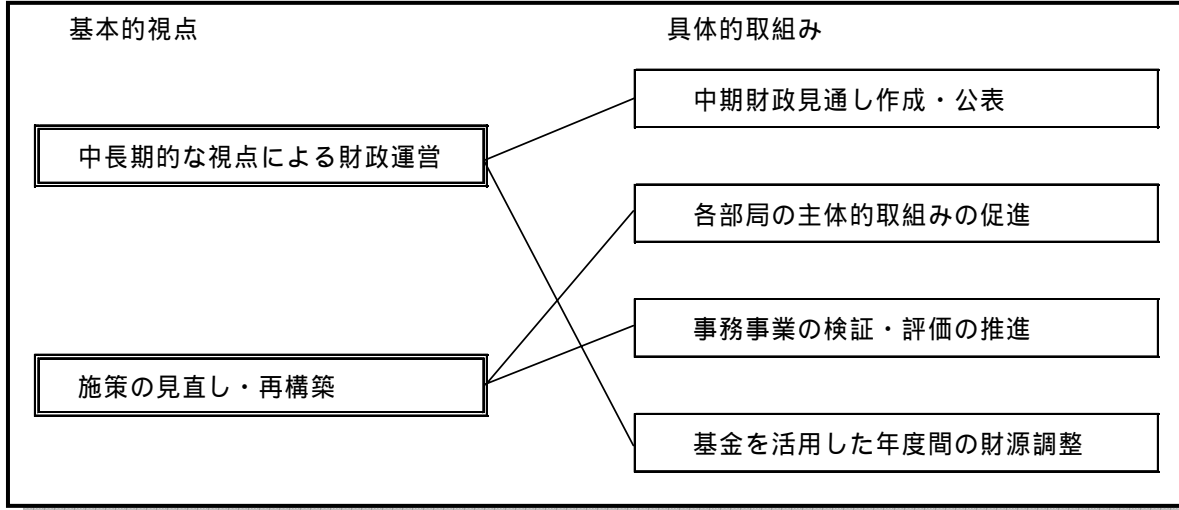 基本的視点
具体的取組み
中期財政見通し作成・公表
中長期的な視点による財政運営
各部局の主体的取組みの促進
事務事業の検証・評価の推進
施策の見直し・再構築
基金を活用した年度間の財源調整